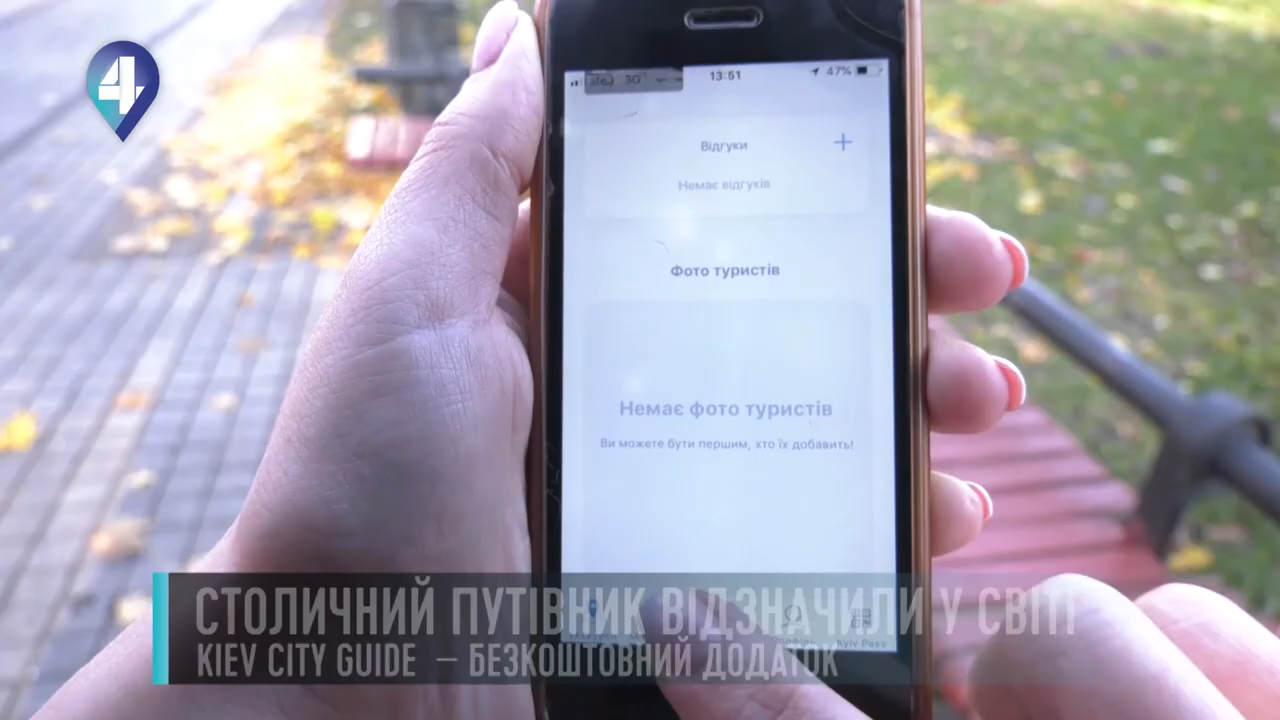 4
3G 13:51 47%
Відгуки +
Немає відгуків
Фото туристів
Немає фото туристів
Ви можете бути першим, хто їх добавить!
Kyiv Pass
СТОЛИЧНИЙ ПУТІВНИК ВІДЗНАЧИЛИ У СВІТІ
KIEV CITY GUIDE – БЕЗКОШТОВНИЙ ДОДАТОК